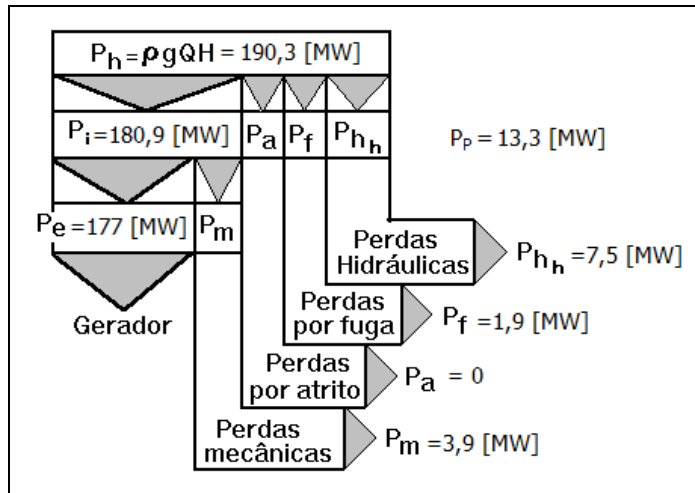 Ph = ρgQH = 190,3 [MW]
Pi =180,9 [MW] Pa Pf Phh
Pp = 13,3 [MW]
Pe =177 [MW] Pm
Gerador
Perdas
Hidráulicas
Phh =7,5 [MW]
Perdas
por fuga
Pf =1,9 [MW]
Perdas
por atrito
Pa = 0
Perdas
mecânicas
Pm =3,9 [MW]